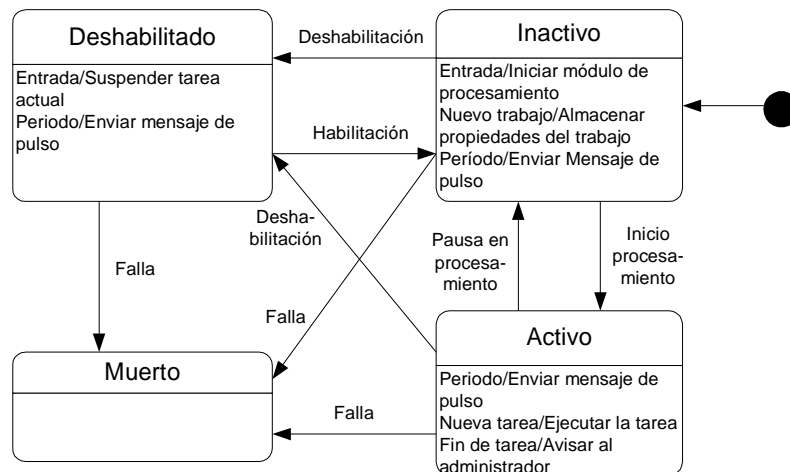 Deshabilitado
Entrada/Suspender tarea
actual
Periodo/Enviar mensaje de
pulso
Deshabilitación
Inactivo
Entrada/Iniciar módulo de
procesamiento
Nuevo trabajo/Almacenar
propiedades del trabajo
Período/Enviar Mensaje de
pulso
Habilitación
Desha-
bilitación
Pausa en
procesa-
miento
Inicio
procesa-
miento
Falla
Falla
Muerto
Falla
Activo
Periodo/Enviar mensaje de
pulso
Nueva tarea/Ejecutar la tarea
Fin de tarea/Avisar al
administrador